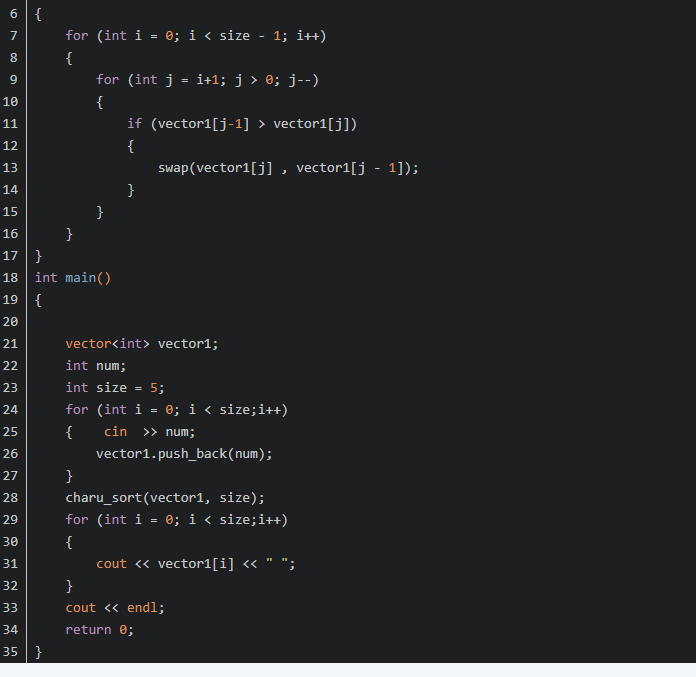 6 {
7 for (int i = 0; i < size - 1; i++)
8 {
9 for (int j = i+1; j > 0; j--)
10 {
11 if (vector1[j-1] > vector1[j])
12 {
13 swap(vector1[j] , vector1[j - 1]);
14 }
15 }
16 }
17 }
18 int main()
19 {
20
21 vector<int> vector1;
22 int num;
23 int size = 5;
24 for (int i = 0; i < size;i++)
25 {    cin  >> num;
26 vector1.push_back(num);
27 }
28 charu_sort(vector1, size);
29 for (int i = 0; i < size;i++)
30 {
31 cout << vector1[i] << " ";
32 }
33 cout << endl;
34 return 0;
35 }